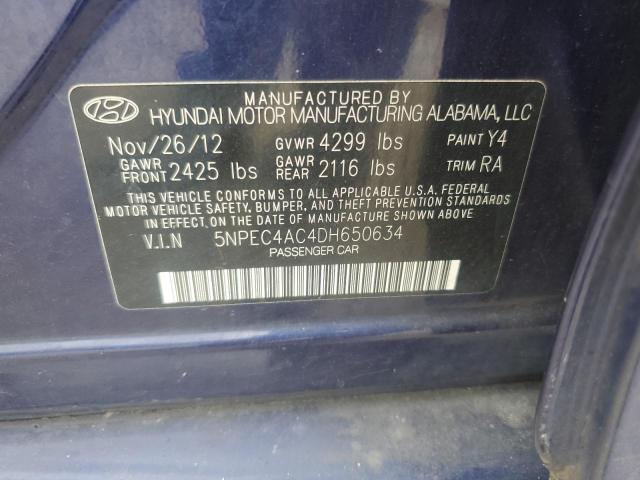 MANUFACTURED BY
HYUNDAI MOTOR MANUFACTURING ALABAMA, LLC
Nov/26/12 GVWR 4299 lbs PAINT Y4
GAWR FRONT 2425 lbs GAWR REAR 2116 lbs TRIM RA
THIS VEHICLE CONFORMS TO ALL APPLICABLE U.S.A. FEDERAL
MOTOR VEHICLE SAFETY, BUMPER, AND THEFT PREVENTION
STANDARDS IN EFFECT ON THE DATE OF MANUFACTURE SHOWN ABOVE
V.I.N 5NPEC4AC4DH650634
PASSENGER CAR